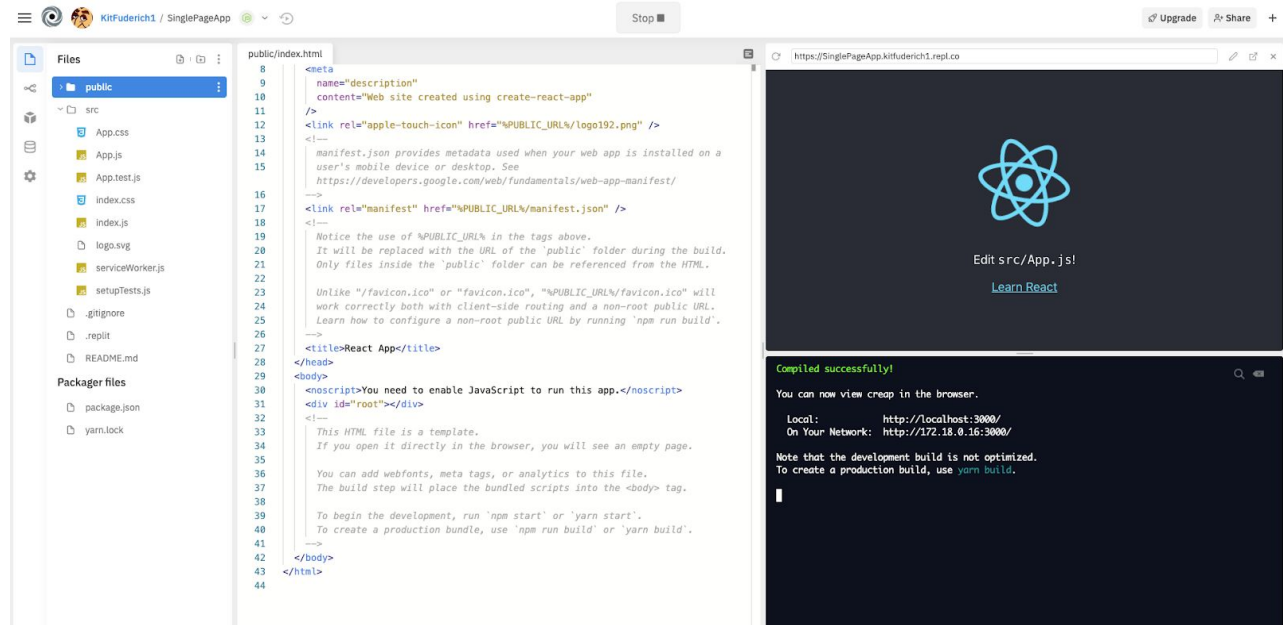 KitFuderich1 / SinglePageApp
Stop
Upgrade
Share
Files
public
src
App.css
App.js
App.test.js
index.css
index.js
logo.svg
serviceWorker.js
setupTests.js
.gitignore
.replit
README.md
Packager files
package.json
yarn.lock
public/index.html
8 <meta
9 name="description"
10 content="Web site created using create-react-app"
11 />
12 <link rel="apple-touch-icon" href="%PUBLIC_URL%/logo192.png" />
13 <!--
14 manifest.json provides metadata used when your web app is installed on a
15 user's mobile device or desktop. See
https://developers.google.com/web/fundamentals/web-app-manifest/
16 -->
17 <link rel="manifest" href="%PUBLIC_URL%/manifest.json" />
18 <!--
19 Notice the use of %PUBLIC_URL% in the tags above.
20 It will be replaced with the URL of the `public` folder during the build.
21 Only files inside the `public` folder can be referenced from the HTML.
22
23 Unlike "/favicon.ico" or "favicon.ico", "%PUBLIC_URL%/favicon.ico" will
24 work correctly both with client-side routing and a non-root public URL.
25 Learn how to configure a non-root public URL by running `npm run build`.
26 -->
27 <title>React App</title>
28 </head>
29 <body>
30 <noscript>You need to enable JavaScript to run this app.</noscript>
31 <div id="root"></div>
32 <!--
33 This HTML file is a template.
34 If you open it directly in the browser, you will see an empty page.
35
36 You can add webfonts, meta tags, or analytics to this file.
37 The build step will place the bundled scripts into the <body> tag.
38
39 To begin the development, run `npm start` or `yarn start`.
40 To create a production bundle, use `npm run build` or `yarn build`.
41 -->
42 </body>
43 </html>
44
https://SinglePageApp.kitfuderich1.repl.co
Edit src/App.js!
Learn React
Compiled successfully!
You can now view creap in the browser.
Local: http://localhost:3000/
On Your Network: http://172.18.0.16:3000/
Note that the development build is not optimized.
To create a production build, use yarn build.